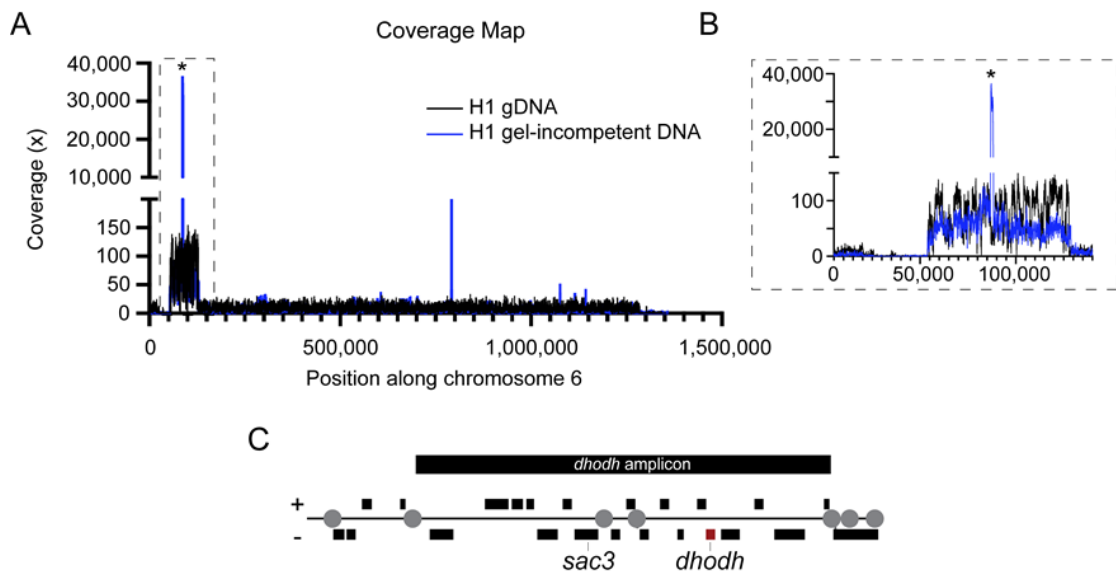 A
Coverage Map
40,000
30,000
20,000
10,000
150
100
50
0
Coverage (x)
*
H1 gDNA
H1 gel-incompetent DNA
0
500,000
1,000,000
1,500,000
Position along chromosome 6
B
40,000
20,000
100
0
*
0
50,000
100,000
C
dhodh amplicon
+
-
sac3
dhodh